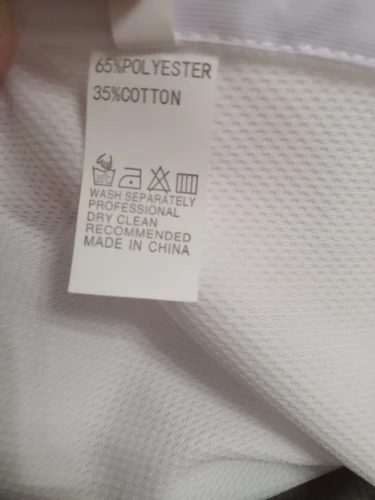 65%POLYESTER
35%COTTON
WASH SEPARATELY
PROFESSIONAL
DRY CLEAN
RECOMMENDED
MADE IN CHINA